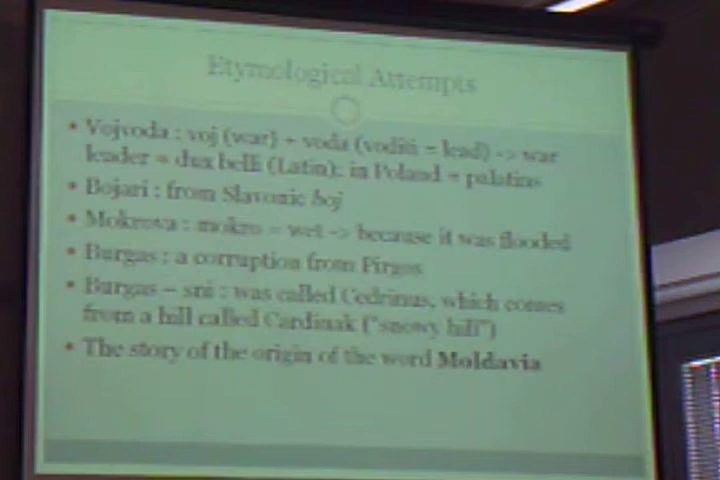 Etymological Attempts
• Vojvoda : voj (war) + voda (voditi = lead) -> war
leader = dux belli (Latin); in Poland = palatine
• Bojari : from Slavonic boj
• Mokrova : mokro = wet -> because it was flooded
• Burgas : a corruption from Pirgos
• Burgas – sni : was called Cedrinus, which comes
from a hill called Cardinak ("snowy hill")
• The story of the origin of the word Moldavia